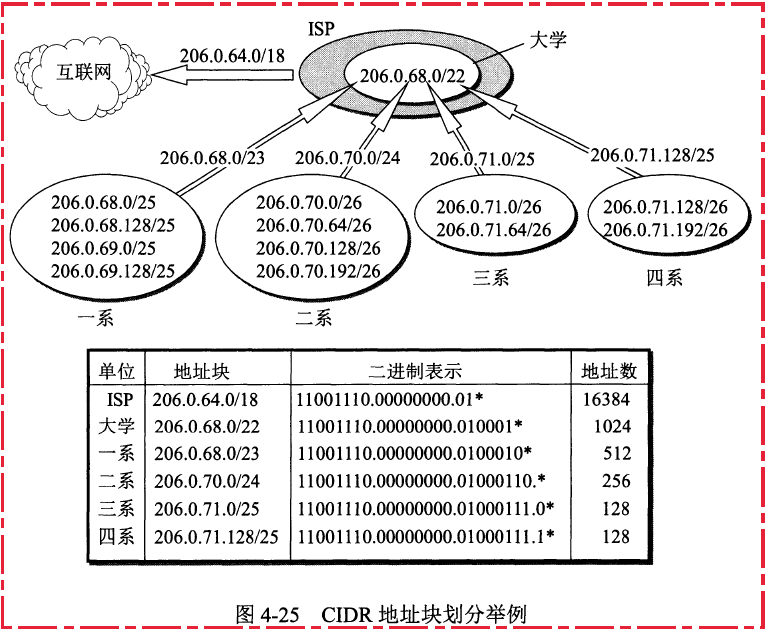 ISP
大学
206.0.64.0/18
互联网
206.0.68.0/22
206.0.68.0/23
206.0.70.0/24
206.0.71.0/25
206.0.71.128/25
206.0.68.0/25
206.0.68.128/25
206.0.69.0/25
206.0.69.128/25
一系
206.0.70.0/26
206.0.70.64/26
206.0.70.128/26
206.0.70.192/26
二系
206.0.71.0/26
206.0.71.64/26
三系
206.0.71.128/26
206.0.71.192/26
四系
单位 地址块 二进制表示 地址数
ISP 206.0.64.0/18 11001110.00000000.01* 16384
大学 206.0.68.0/22 11001110.00000000.010001* 1024
一系 206.0.68.0/23 11001110.00000000.0100010* 512
二系 206.0.70.0/24 11001110.00000000.01000110.* 256
三系 206.0.71.0/25 11001110.00000000.01000111.0* 128
四系 206.0.71.128/25 11001110.00000000.01000111.1* 128
图 4-25 CIDR 地址块划分举例